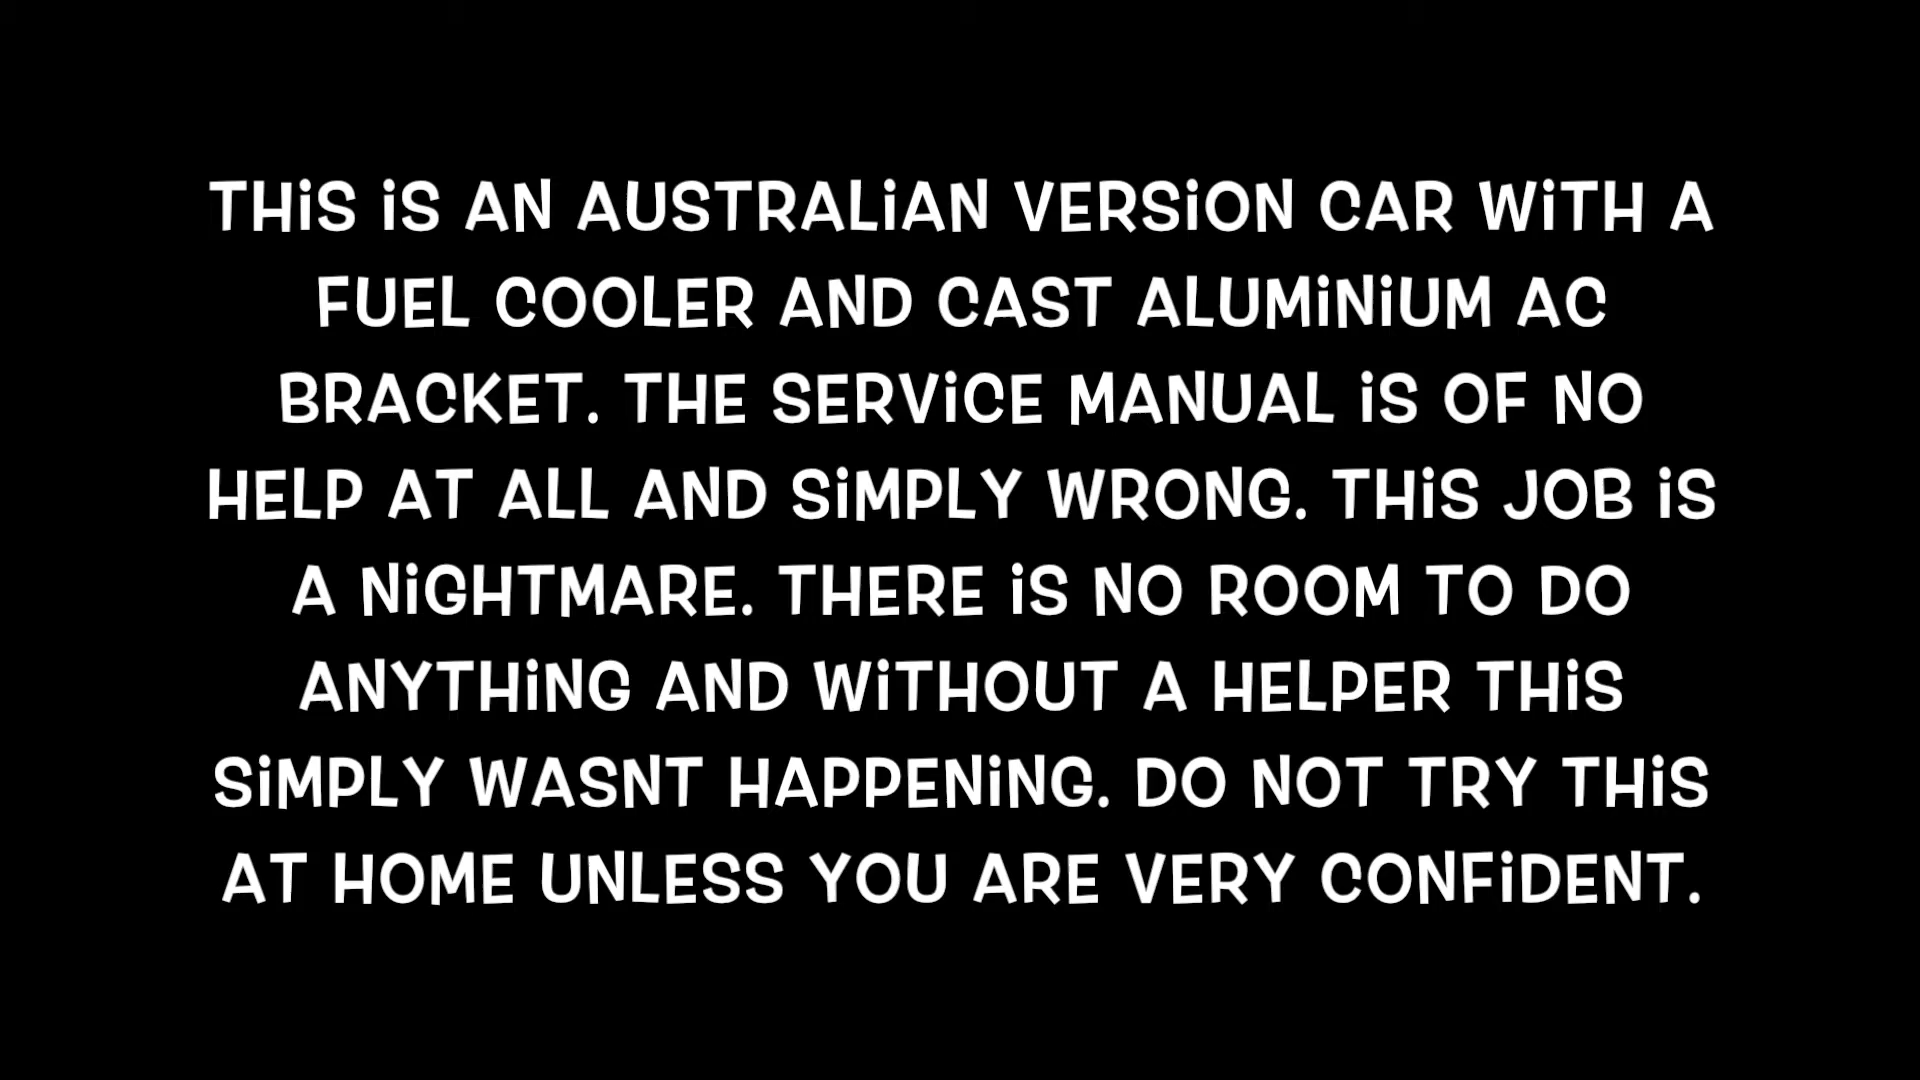 THiS iS AN AUSTRALiAN VERSiON CAR WiTH A
FUEL COOLER AND CAST ALUMiNiUM AC
BRACKET. THE SERViCE MANUAL iS OF NO
HELP AT ALL AND SiMPLY WRONG. THiS JOB iS
A NiGHTMARE. THERE iS NO ROOM TO DO
ANYTHiNG AND WiTHOUT A HELPER THiS
SiMPLY WASNT HAPPENiNG. DO NOT TRY THiS
AT HOME UNLESS YOU ARE VERY CONFiDENT.